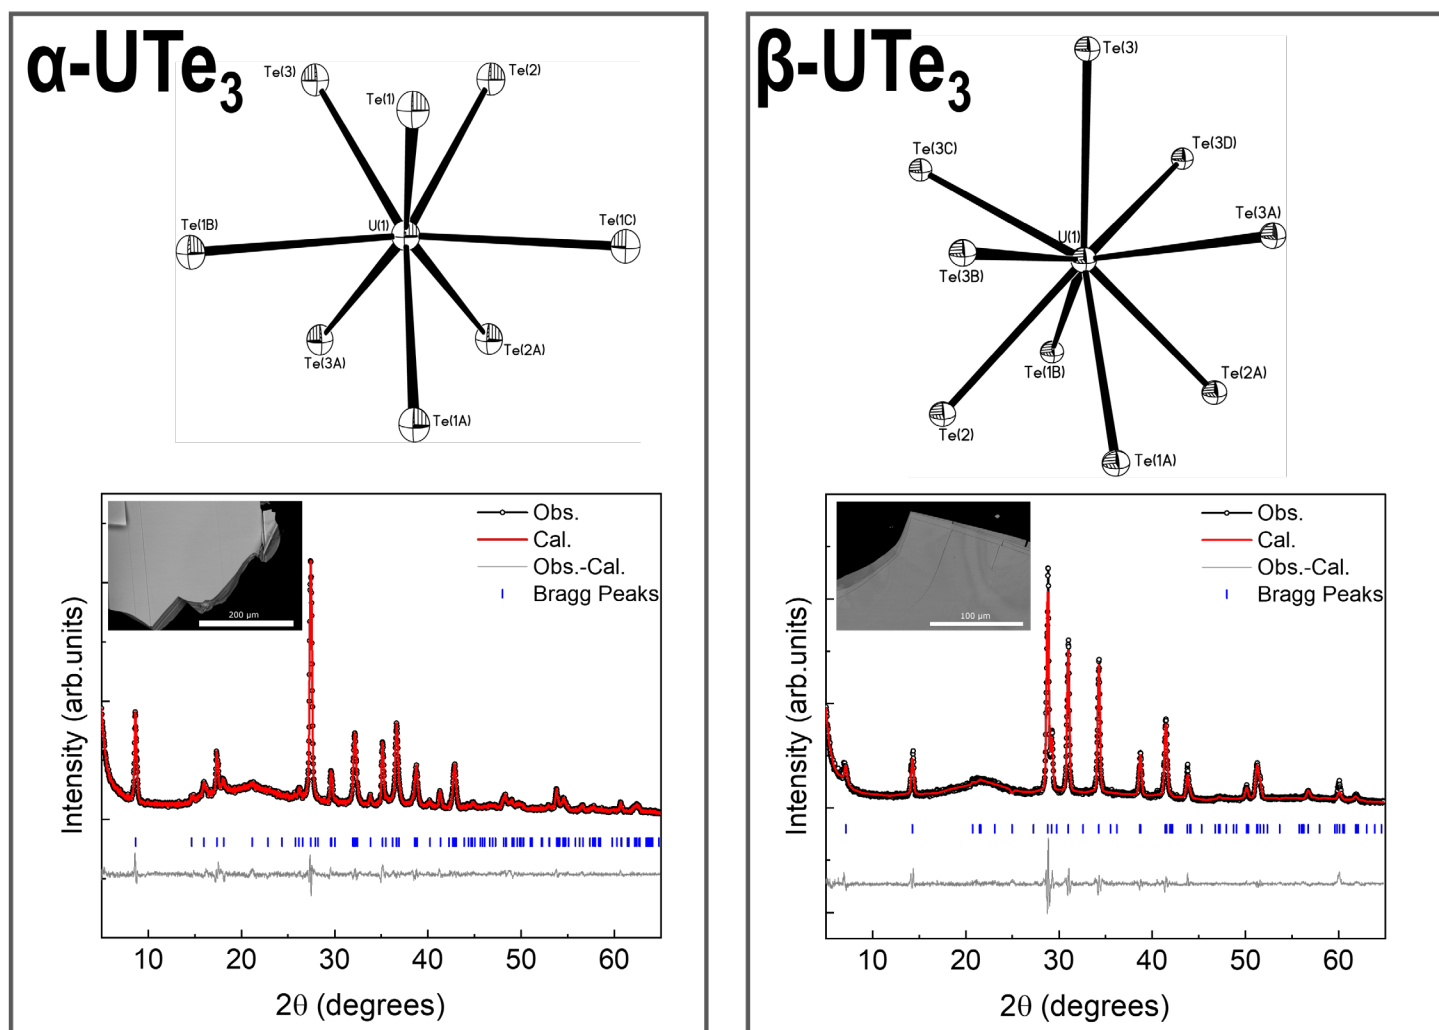 α-UTe3
Te(3)
Te(2)
Te(1)
Te(1B)
U(1)
Te(1C)
Te(3A)
Te(2A)
Te(1A)
200 µm
Obs.
Cal.
Obs.-Cal.
Bragg Peaks
Intensity (arb.units)
10 20 30 40 50 60
2θ (degrees)
β-UTe3
Te(3)
Te(3C)
Te(3D)
Te(3A)
U(1)
Te(3B)
Te(1B)
Te(2A)
Te(2)
Te(1A)
100 µm
Obs.
Cal.
Obs.-Cal.
Bragg Peaks
Intensity (arb.units)
10 20 30 40 50 60
2θ (degrees)